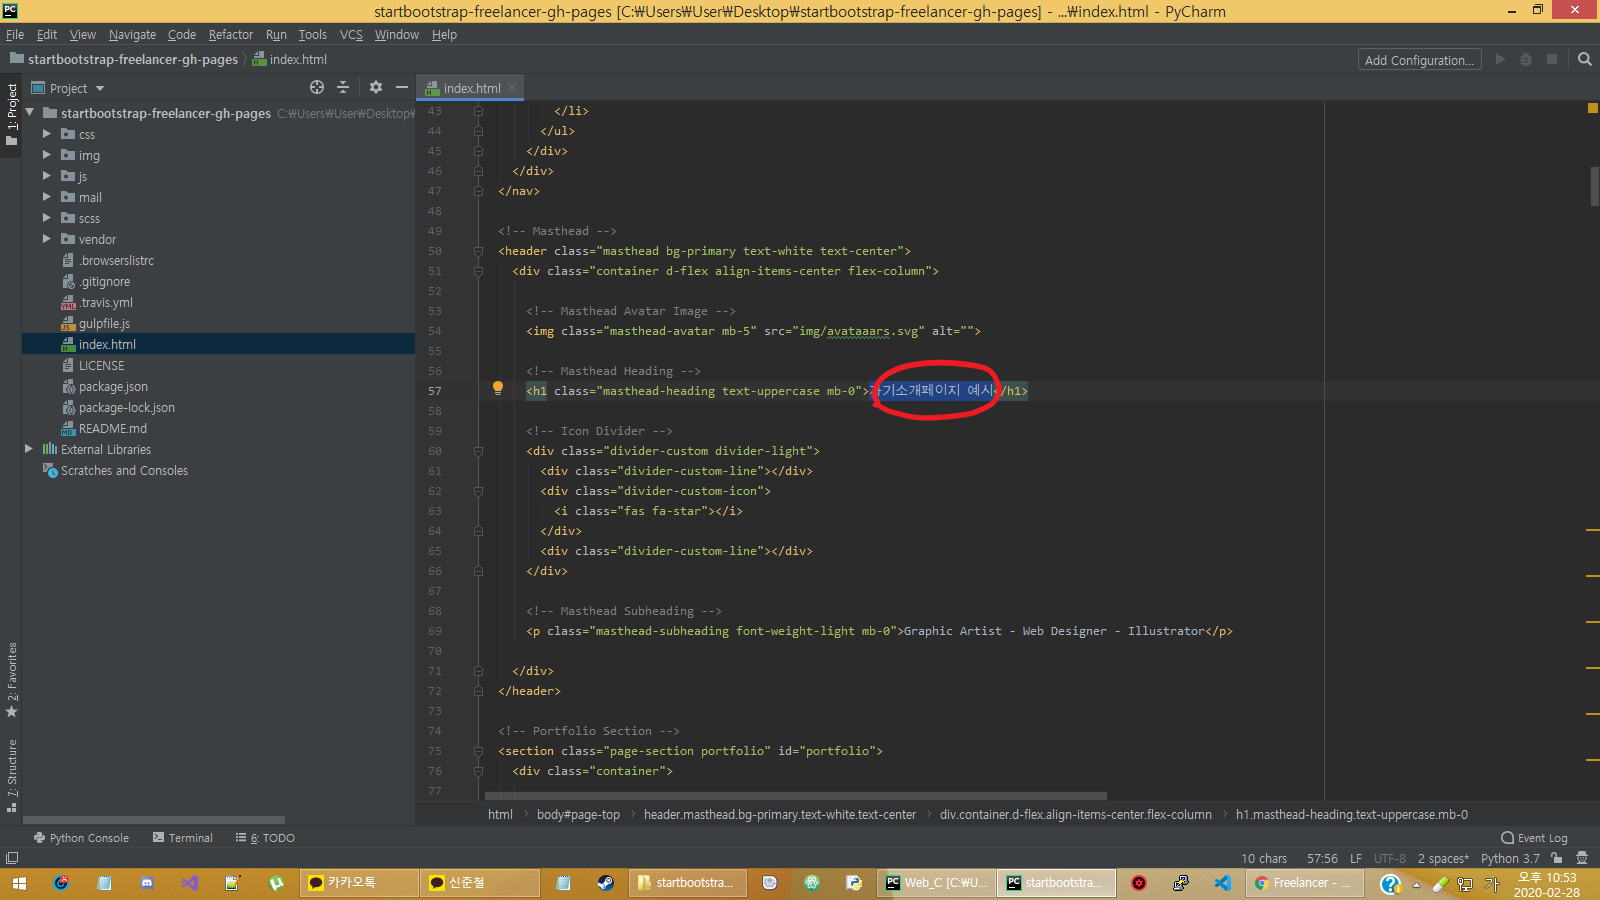 startbootstrap-freelancer-gh-pages [C:₩Users₩User₩Desktop₩startbootstrap-freelancer-gh-pages] - ...₩index.html - PyCharm
File Edit View Navigate Code Refactor Run Tools VCS Window Help
startbootstrap-freelancer-gh-pages index.html Add Configuration...
1: Project
Project
startbootstrap-freelancer-gh-pages C:₩Users₩User₩Desktop₩
css
img
js
mail
scss
vendor
.browserslistrc
.gitignore
.travis.yml
gulpfile.js
index.html
LICENSE
package.json
package-lock.json
README.md
External Libraries
Scratches and Consoles
2: Favorites
7: Structure
index.html
43 </li>
44 </ul>
45 </div>
46 </div>
47 </nav>
48
49 <!-- Masthead -->
50 <header class="masthead bg-primary text-white text-center">
51 <div class="container d-flex align-items-center flex-column">
52
53 <!-- Masthead Avatar Image -->
54 <img class="masthead-avatar mb-5" src="img/avataaars.svg" alt="">
55
56 <!-- Masthead Heading -->
57 <h1 class="masthead-heading text-uppercase mb-0">자기소개페이지 예시</h1>
58
59 <!-- Icon Divider -->
60 <div class="divider-custom divider-light">
61 <div class="divider-custom-line"></div>
62 <div class="divider-custom-icon">
63 <i class="fas fa-star"></i>
64 </div>
65 <div class="divider-custom-line"></div>
66 </div>
67
68 <!-- Masthead Subheading -->
69 <p class="masthead-subheading font-weight-light mb-0">Graphic Artist - Web Designer - Illustrator</p>
70
71 </div>
72 </header>
73
74 <!-- Portfolio Section -->
75 <section class="page-section portfolio" id="portfolio">
76 <div class="container">
77
html body#page-top header.masthead.bg-primary.text-white.text-center div.container.d-flex.align-items-center.flex-column h1.masthead-heading.text-uppercase.mb-0
Python Console Terminal 6: TODO Event Log
10 chars 57:56 LF UTF-8 2 spaces* Python 3.7
카카오톡 신준철 startbootstra... Web_C [C:₩U... startbootstra... Freelancer - ... 가 오후 10:53
2020-02-28